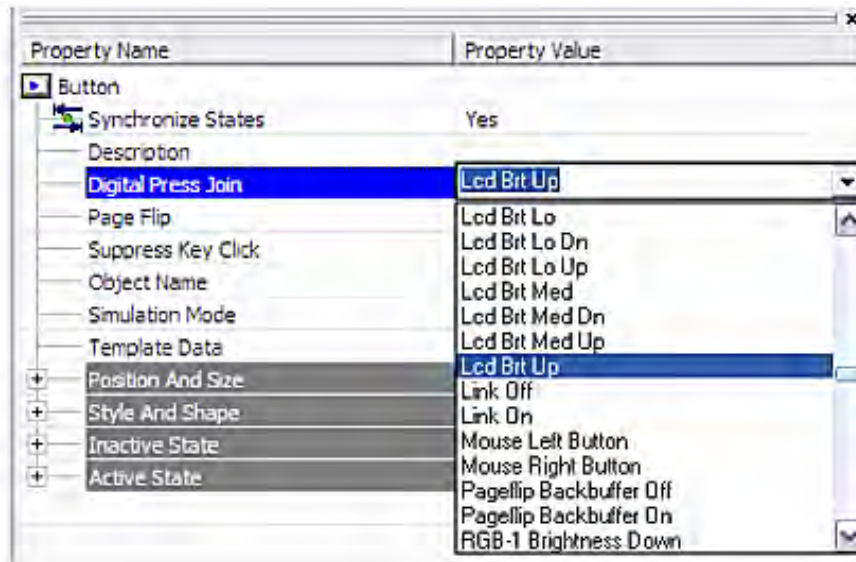 Property Name Property Value
Button
Synchronize States Yes
Description
Digital Press Join Lcd Brt Up
Page Flip
Suppress Key Click
Object Name
Simulation Mode
Template Data
Position And Size
Style And Shape
Inactive State
Active State
Lcd Brt Lo
Lcd Brt Lo Dn
Lcd Brt Lo Up
Lcd Brt Med
Lcd Brt Med Dn
Lcd Brt Med Up
Lcd Brt Up
Link Off
Link On
Mouse Left Button
Mouse Right Button
Pageflip Backbuffer Off
Pageflip Backbuffer On
RGB-1 Brightness Down